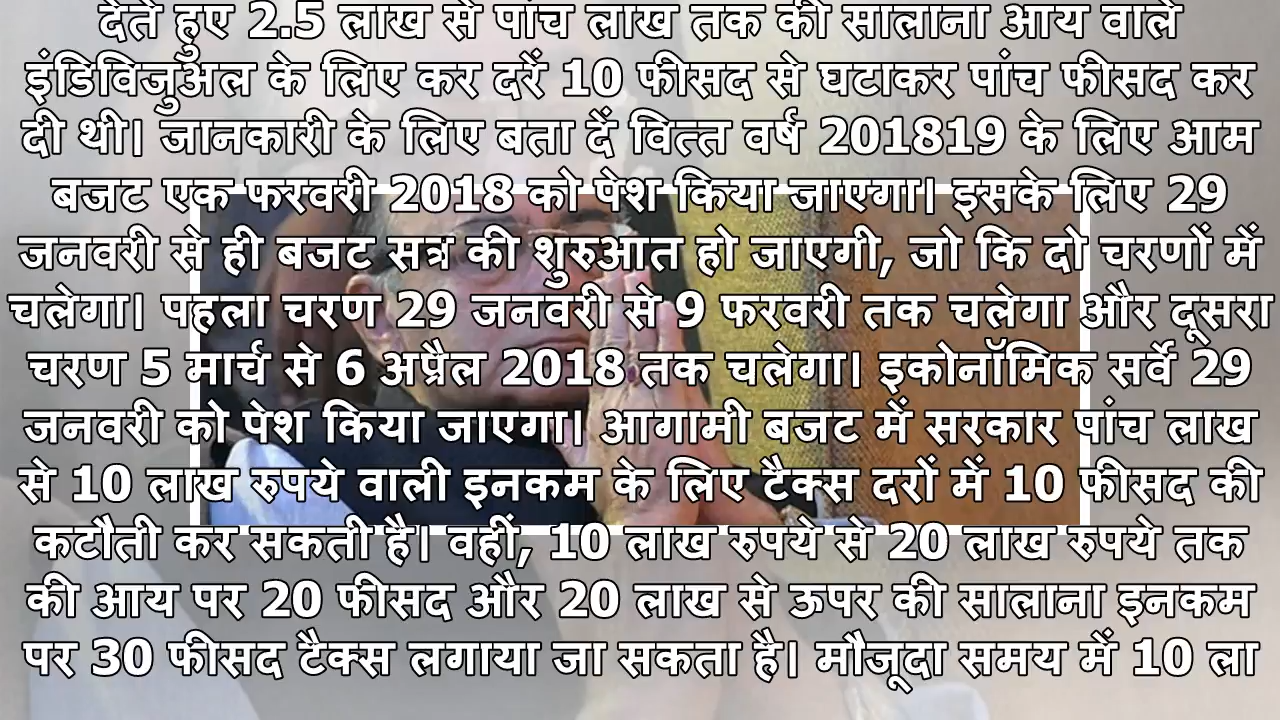 देते हुए 2.5 लाख से पांच लाख तक की सालाना आय वाले
इंडिविजुअल के लिए कर दरें 10 फीसद से घटाकर पांच फीसद कर
दी थी। जानकारी के लिए बता दें वित्त वर्ष 201819 के लिए आम
बजट एक फरवरी 2018 को पेश किया जाएगा। इसके लिए 29
जनवरी से ही बजट सत्र की शुरुआत हो जाएगी, जो कि दो चरणों में
चलेगा। पहला चरण 29 जनवरी से 9 फरवरी तक चलेगा और दूसरा
चरण 5 मार्च से 6 अप्रैल 2018 तक चलेगा। इकोनॉमिक सर्वे 29
जनवरी को पेश किया जाएगा। आगामी बजट में सरकार पांच लाख
से 10 लाख रुपये वाली इनकम के लिए टैक्स दरों में 10 फीसद की
कटौती कर सकती है। वहीं, 10 लाख रुपये से 20 लाख रुपये तक
की आय पर 20 फीसद और 20 लाख से ऊपर की सालाना इनकम
पर 30 फीसद टैक्स लगाया जा सकता है। मौजूदा समय में 10 ला